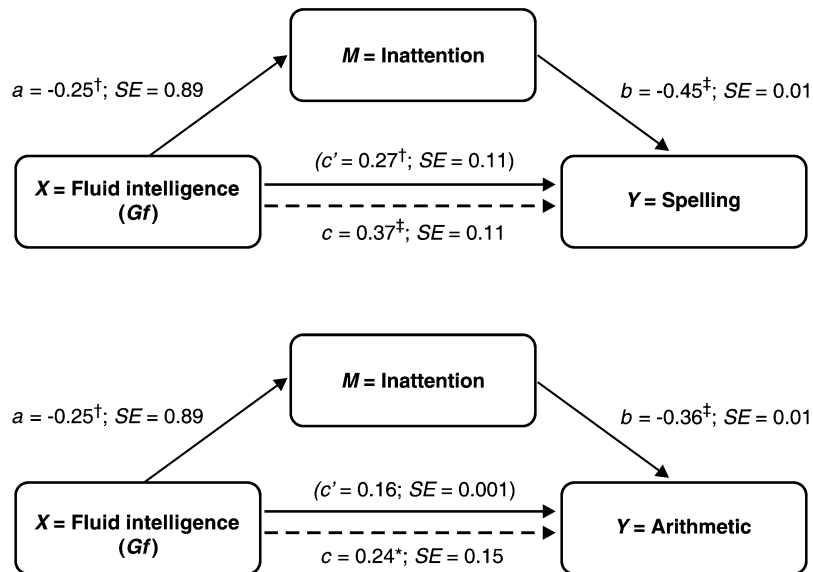 M = Inattention
a = -0.25†; SE = 0.89
b = -0.45‡; SE = 0.01
(c’ = 0.27†; SE = 0.11)
X = Fluid intelligence
(Gf)
Y = Spelling
c = 0.37‡; SE = 0.11
M = Inattention
a = -0.25†; SE = 0.89
b = -0.36‡; SE = 0.01
(c’ = 0.16; SE = 0.001)
X = Fluid intelligence
(Gf)
Y = Arithmetic
c = 0.24*; SE = 0.15